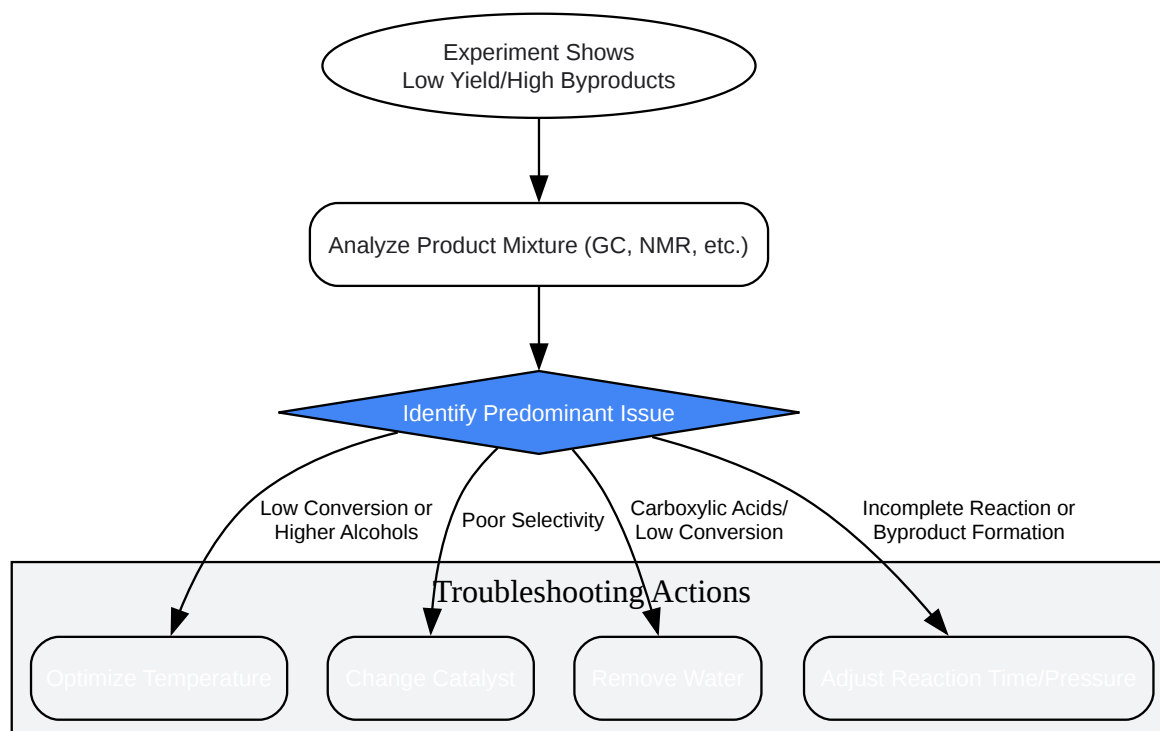 Experiment Shows
Low Yield/High Byproducts
Analyze Product Mixture (GC, NMR, etc.)
Identify Predominant Issue
Low Conversion or
Higher Alcohols
Poor Selectivity
Carboxylic Acids/
Low Conversion
Incomplete Reaction or
Byproduct Formation
Troubleshooting Actions
Optimize Temperature
Change Catalyst
Remove Water
Adjust Reaction Time/Pressure